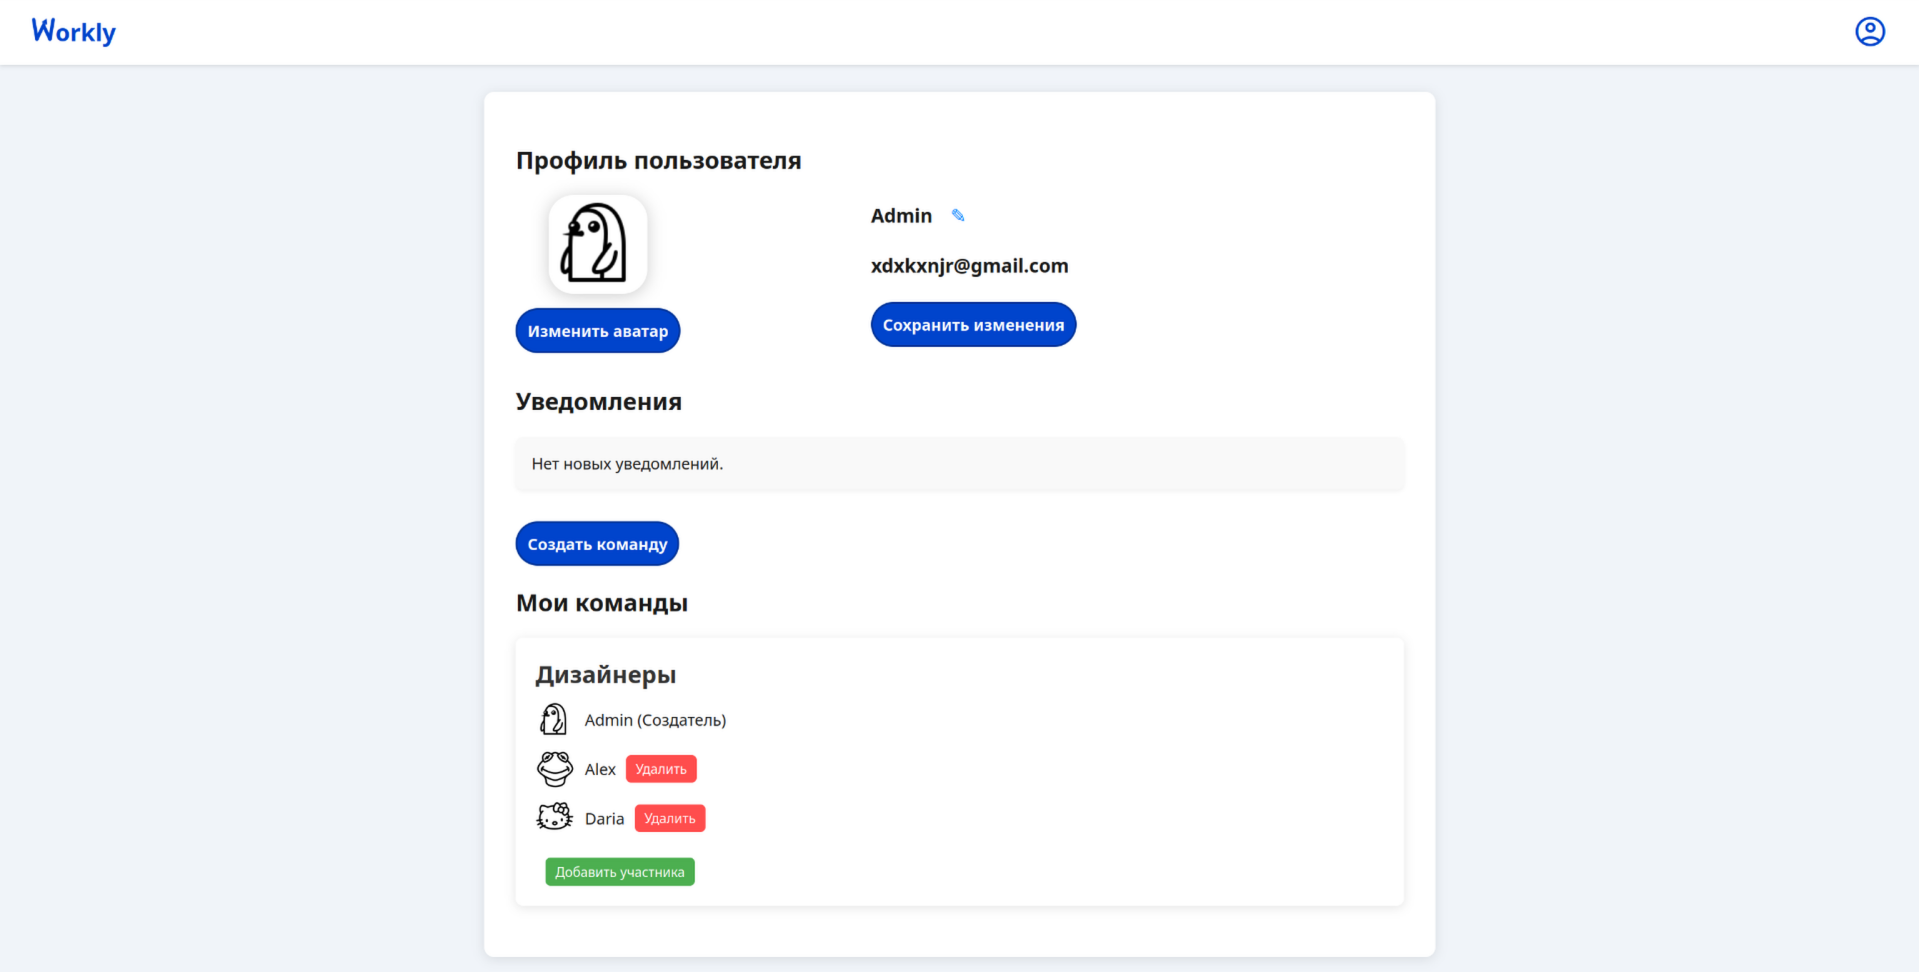 Workly
Профиль пользователя
Admin
xdxkxnjr@gmail.com
Изменить аватар
Сохранить изменения
Уведомления
Нет новых уведомлений.
Создать команду
Мои команды
Дизайнеры
Admin (Создатель)
Alex Удалить
Daria Удалить
Добавить участника